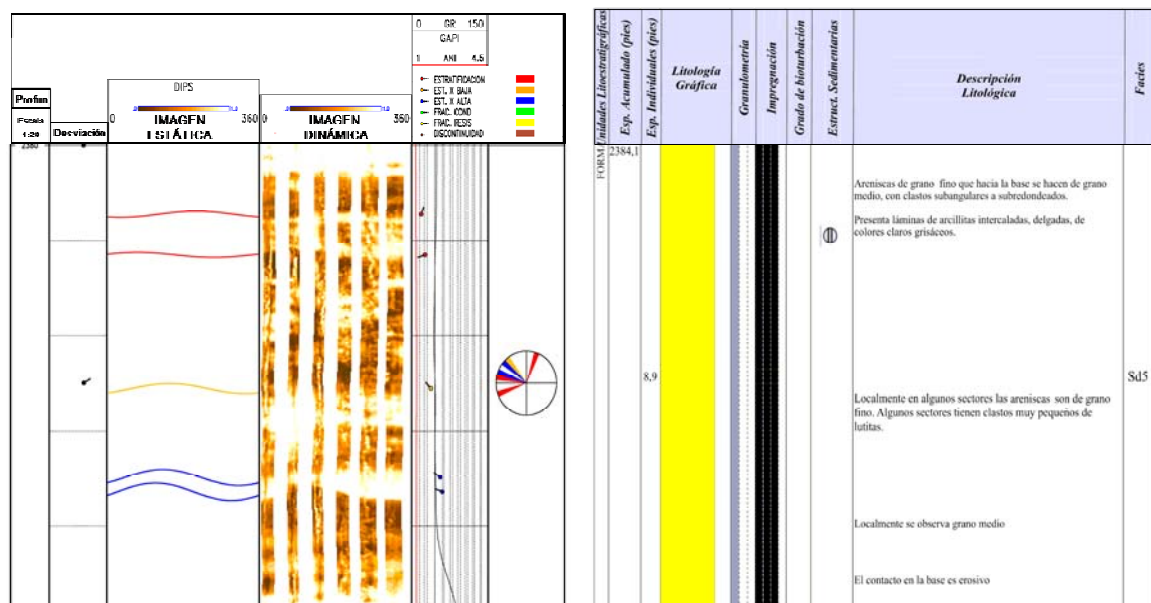 0 GR 150
GAPI
1 ANI 4.5
ESTRATIFICACION
EST. X BAJA
EST. X ALTA
FRAC. COND
FRAC. RESIS
DISCONTINUIDAD
Profun
Escala
1:20
Desviación
DIPS
0 IMAGEN 360
ESTÁTICA
0 IMAGEN 360
DINÁMICA
2380
Unidades Litoestratigráficas
Esp. Acumulado (pies)
Esp. Individuales (pies)
Litología
Gráfica
Granulometría
Impregnación
Grado de bioturbación
Estruct. Sedimentarias
Descripción
Litológica
Facies
FORM.
2384,1
Areniscas de grano fino que hacia la base se hacen de grano
medio, con clastos subangulares a subredondeados.
Presenta láminas de arcillitas intercaladas, delgadas, de
colores claros grisáceos.
8,9
Sd5
Localmente en algunos sectores las areniscas son de grano
fino. Algunos sectores tienen clastos muy pequeños de
lutitas.
Localmente se observa grano medio
El contacto en la base es erosivo